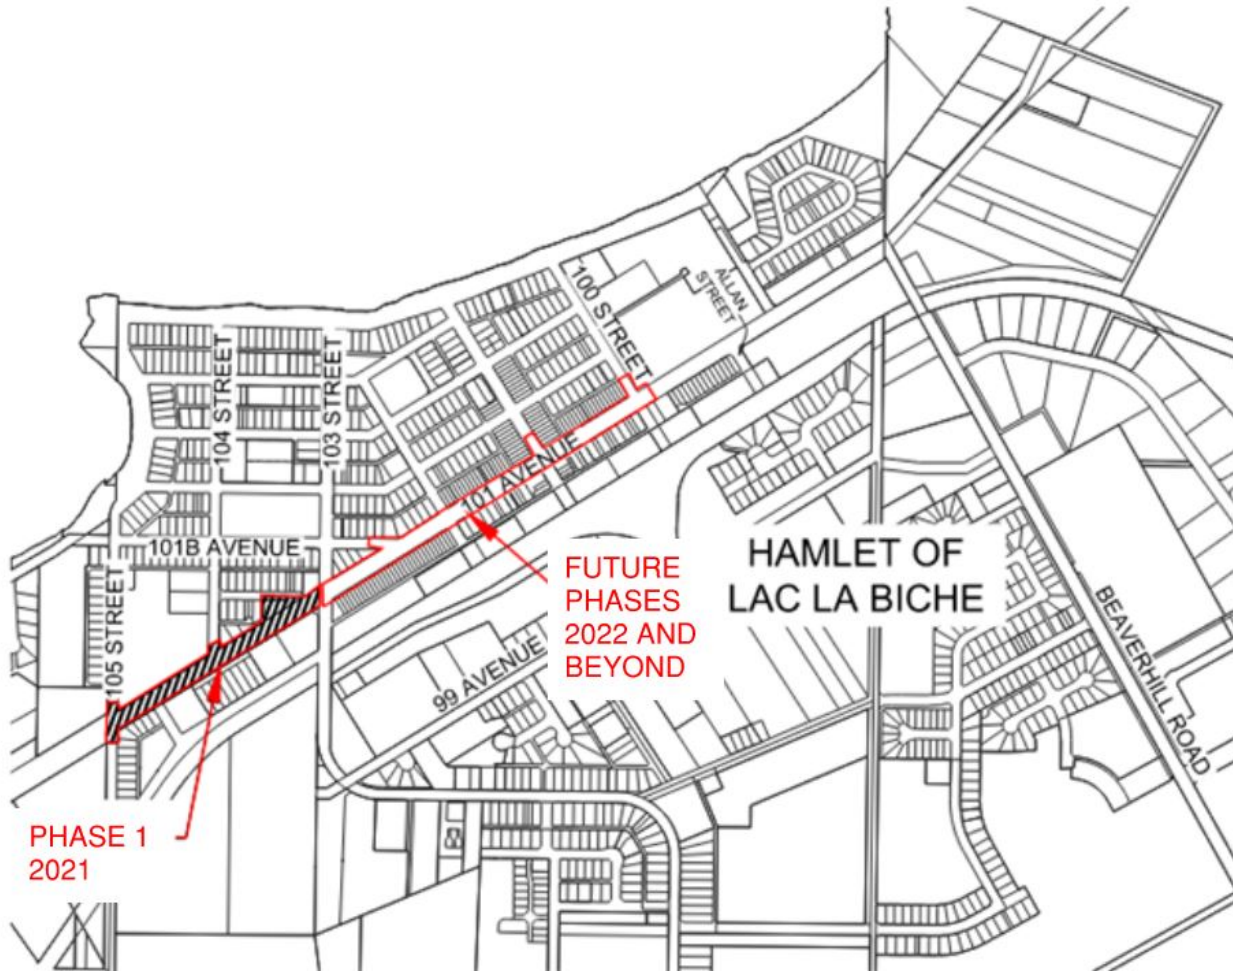 100 STREET
ALLAN
STREET
104 STREET
103 STREET
101 AVENUE
101B AVENUE
105 STREET
FUTURE
PHASES
2022 AND
BEYOND
HAMLET OF
LAC LA BICHE
99 AVENUE
BEAVERHILL ROAD
PHASE 1
2021